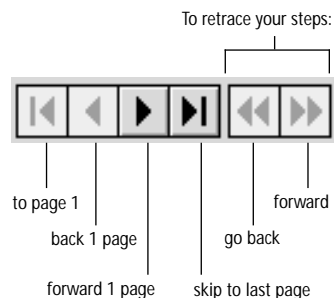 To retrace your steps:
to page 1
forward
back 1 page
go back
forward 1 page
skip to last page